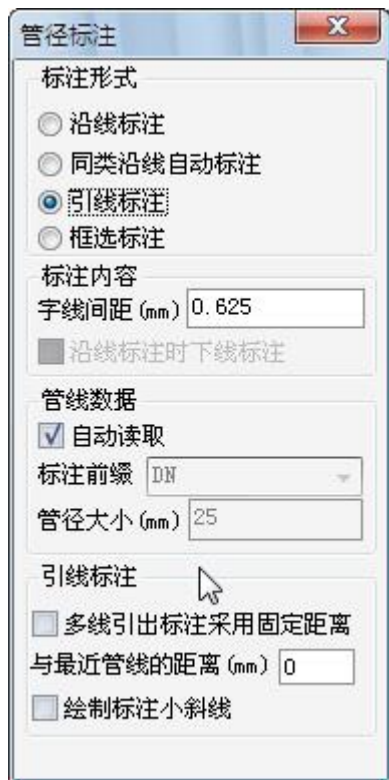 管径标注
标注形式
沿线标注
同类沿线自动标注
引线标注
框选标注
标注内容
字线间距(mm) 0.625
沿线标注时下线标注
管线数据
自动读取
标注前缀 DN
管径大小(mm) 25
引线标注
多线引出标注采用固定距离
与最近管线的距离(mm) 0
绘制标注小斜线